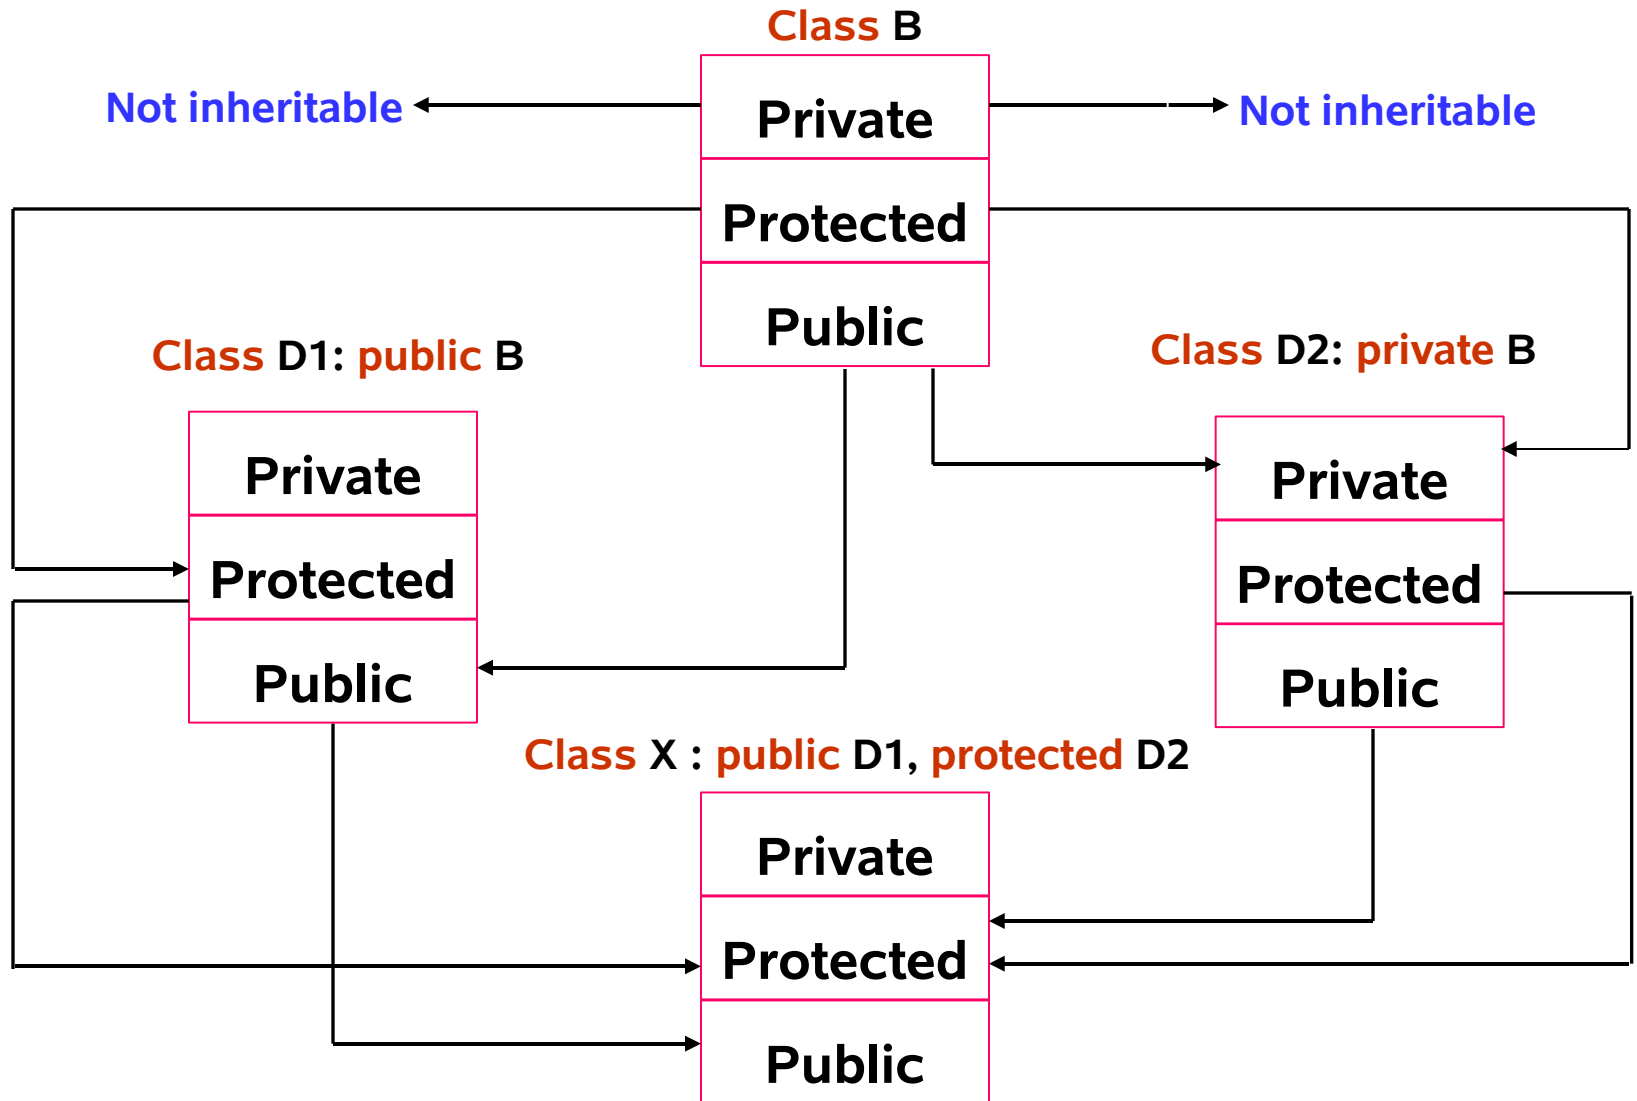 Class B
Not inheritable
Not inheritable
Private
Protected
Public
Class D1: public B
Class D2: private B
Private
Protected
Public
Private
Protected
Public
Class X : public D1, protected D2
Private
Protected
Public